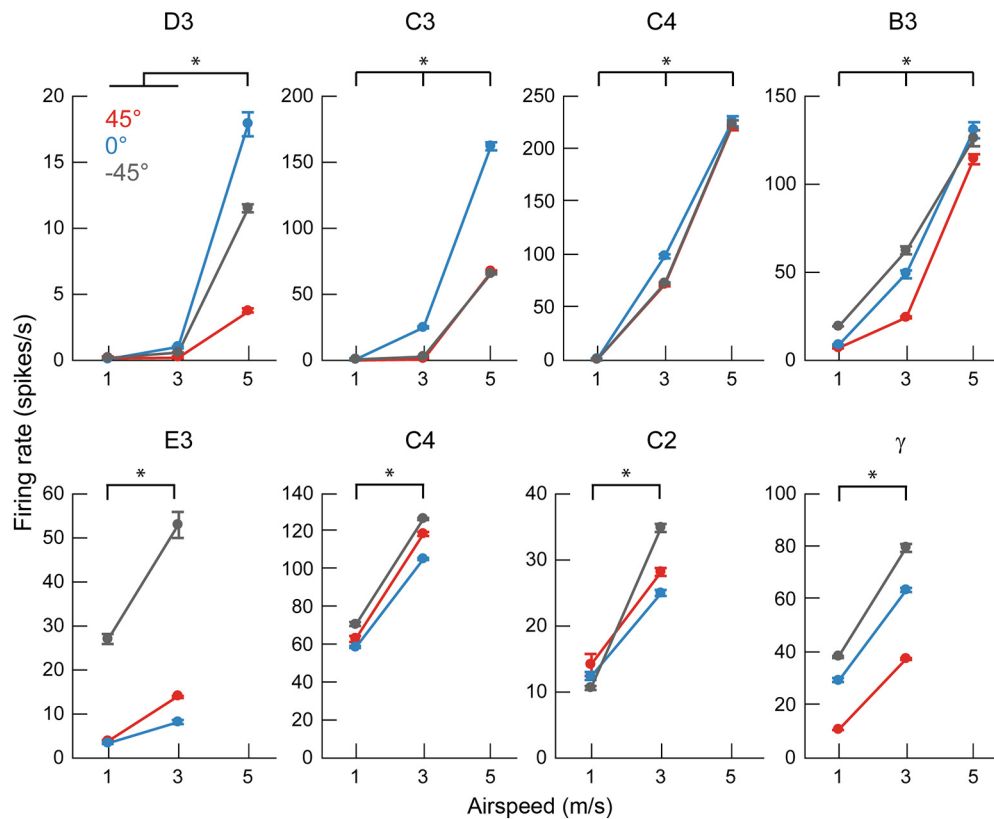 D3 C3 C4 B3
* * * *
20 200 250 150
45°
0°
-45°
15 150 200 100
10 100 150 50
5 50 100 0
0 0 50
0
1 3 5 1 3 5 1 3 5 1 3 5
Firing rate (spikes/s)
E3 C4 C2 γ
* * * *
60 140 40 100
50 120 30 80
40 100 20 60
30 80 10 40
20 60 0 20
10 40 0
0 20
0
1 3 5 1 3 5 1 3 5 1 3 5
Airspeed (m/s)